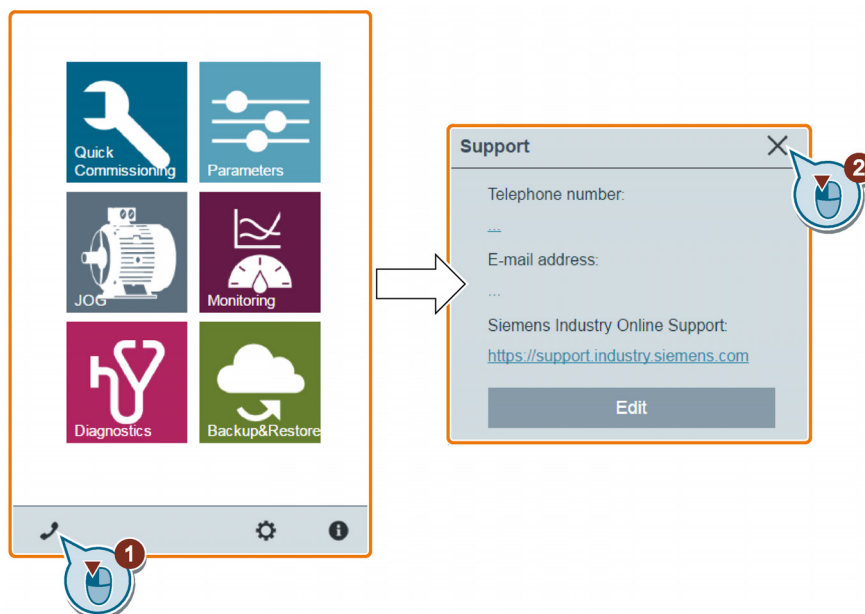 Quick
Commissioning
Parameters
JOG
Monitoring
Diagnostics
Backup&Restore
1
Support
2
Telephone number:
...
E-mail address:
...
Siemens Industry Online Support:
https://support.industry.siemens.com
Edit